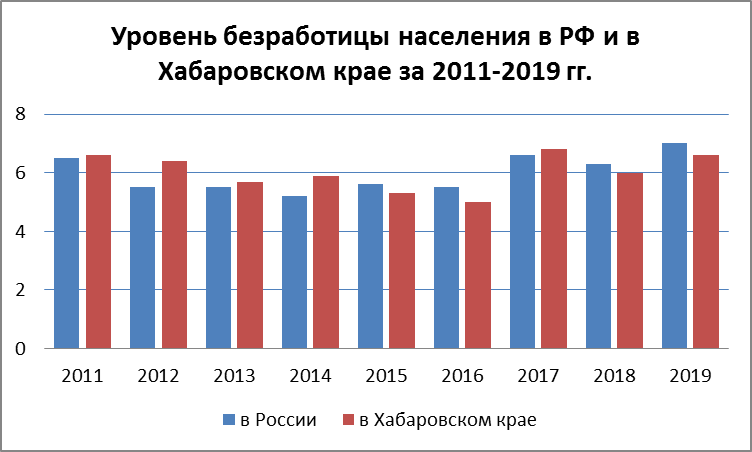 Уровень безработицы населения в РФ и в
Хабаровском крае за 2011-2019 гг.
8
6
4
2
0
2011 2012 2013 2014 2015 2016 2017 2018 2019
в России в Хабаровском крае